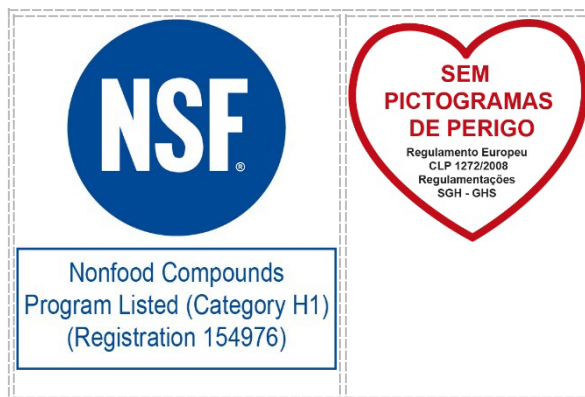 NSF®
Nonfood Compounds
Program Listed (Category H1)
(Registration 154976)
SEM
PICTOGRAMAS
DE PERIGO
Regulamento Europeu
CLP 1272/2008
Regulamentações
SGH - GHS